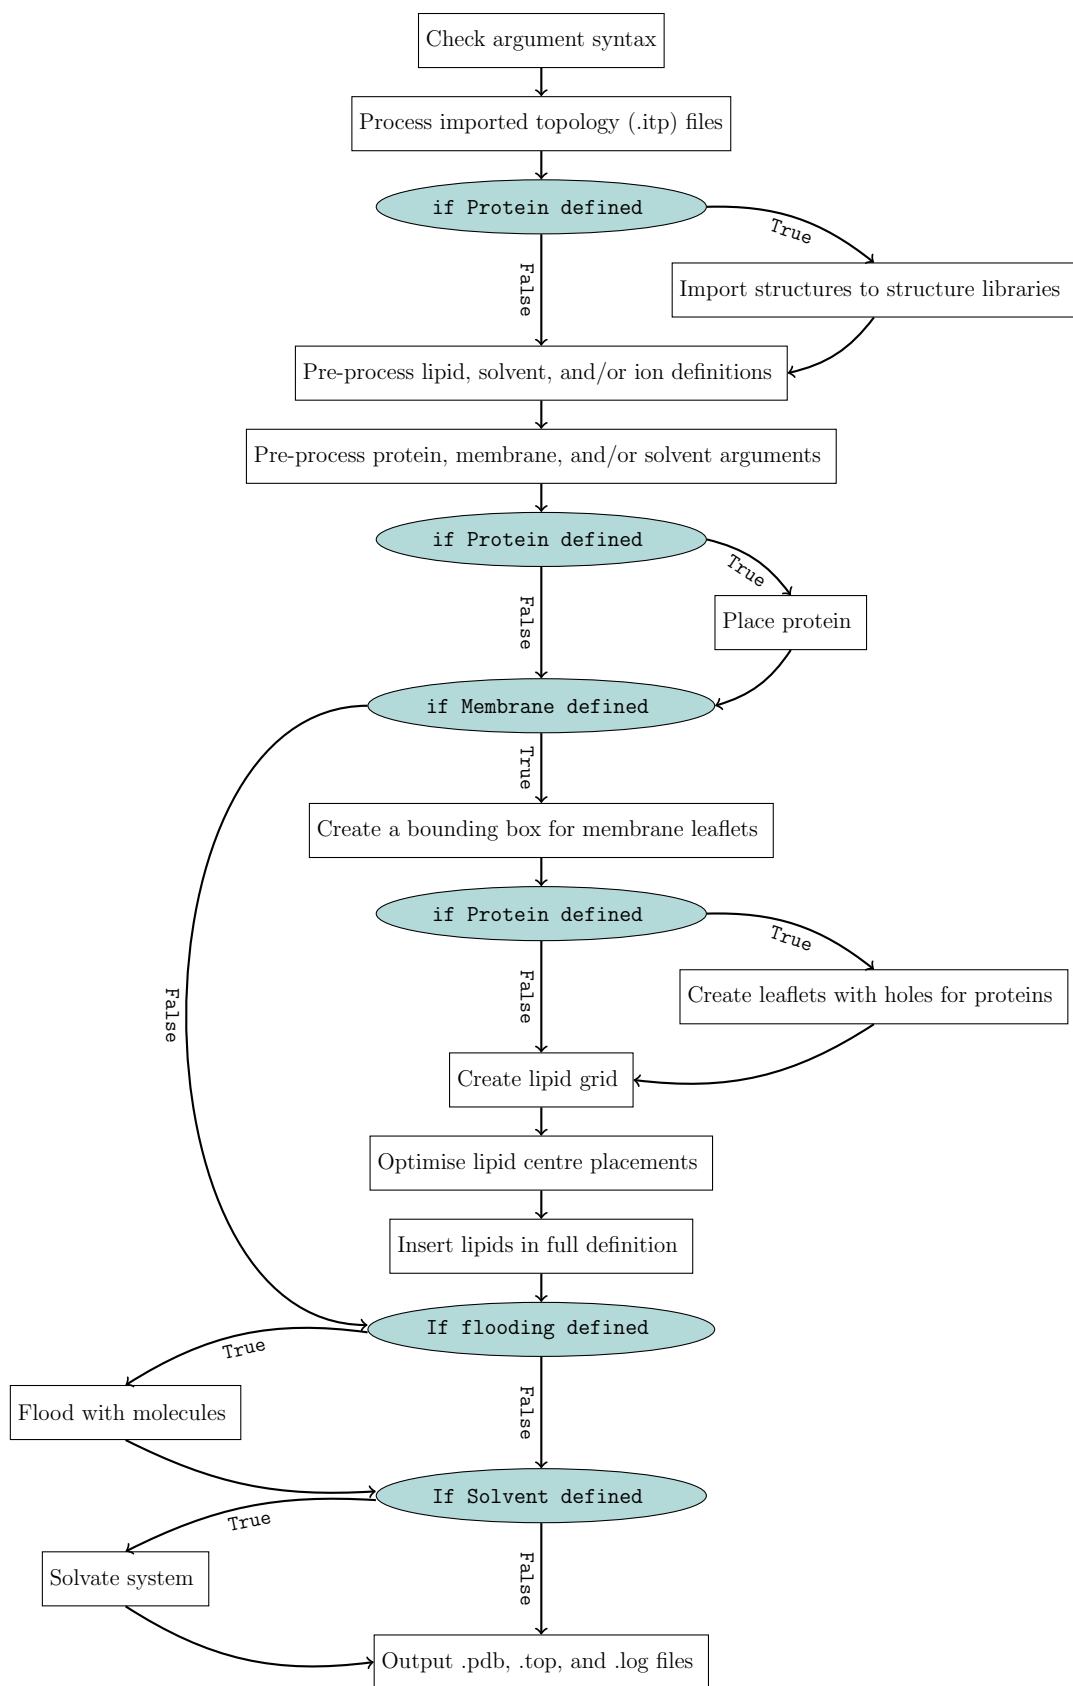 Check argument syntax
Process imported topology (.itp) files
if Protein defined
True
False
Import structures to structure libraries
Pre-process lipid, solvent, and/or ion definitions
Pre-process protein, membrane, and/or solvent arguments
if Protein defined
True
False
Place protein
if Membrane defined
True
False
Create a bounding box for membrane leaflets
if Protein defined
True
False
Create leaflets with holes for proteins
Create lipid grid
Optimise lipid centre placements
Insert lipids in full definition
If flooding defined
True
False
Flood with molecules
If Solvent defined
True
False
Solvate system
Output .pdb, .top, and .log files